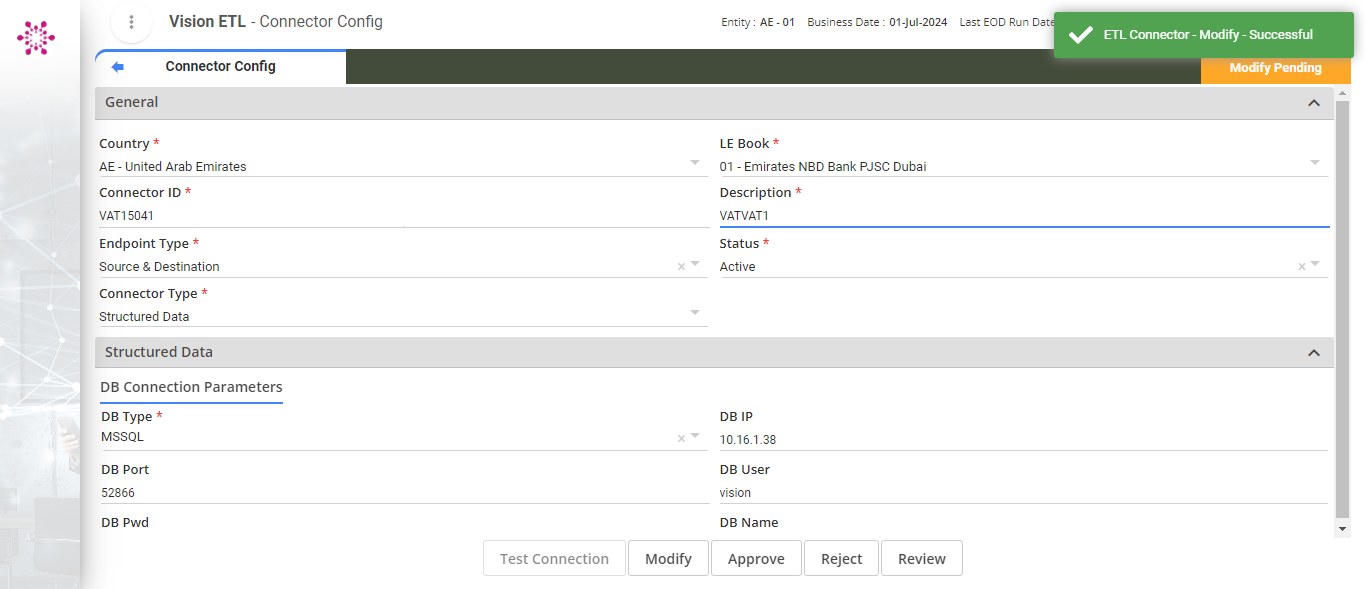 Vision ETL - Connector Config
Entity : AE - 01 Business Date : 01-Jul-2024 Last EOD Run Date
ETL Connector - Modify - Successful
Connector Config
Modify Pending
General
Country *
LE Book *
AE - United Arab Emirates
01 - Emirates NBD Bank PJSC Dubai
Connector ID *
Description *
VAT15041
VATVAT1
Endpoint Type *
Status *
Source & Destination
×
Active
×
Connector Type *
Structured Data
Structured Data
DB Connection Parameters
DB Type *
DB IP
MSSQL
×
10.16.1.38
DB Port
DB User
52866
vision
DB Pwd
DB Name
Test Connection
Modify
Approve
Reject
Review